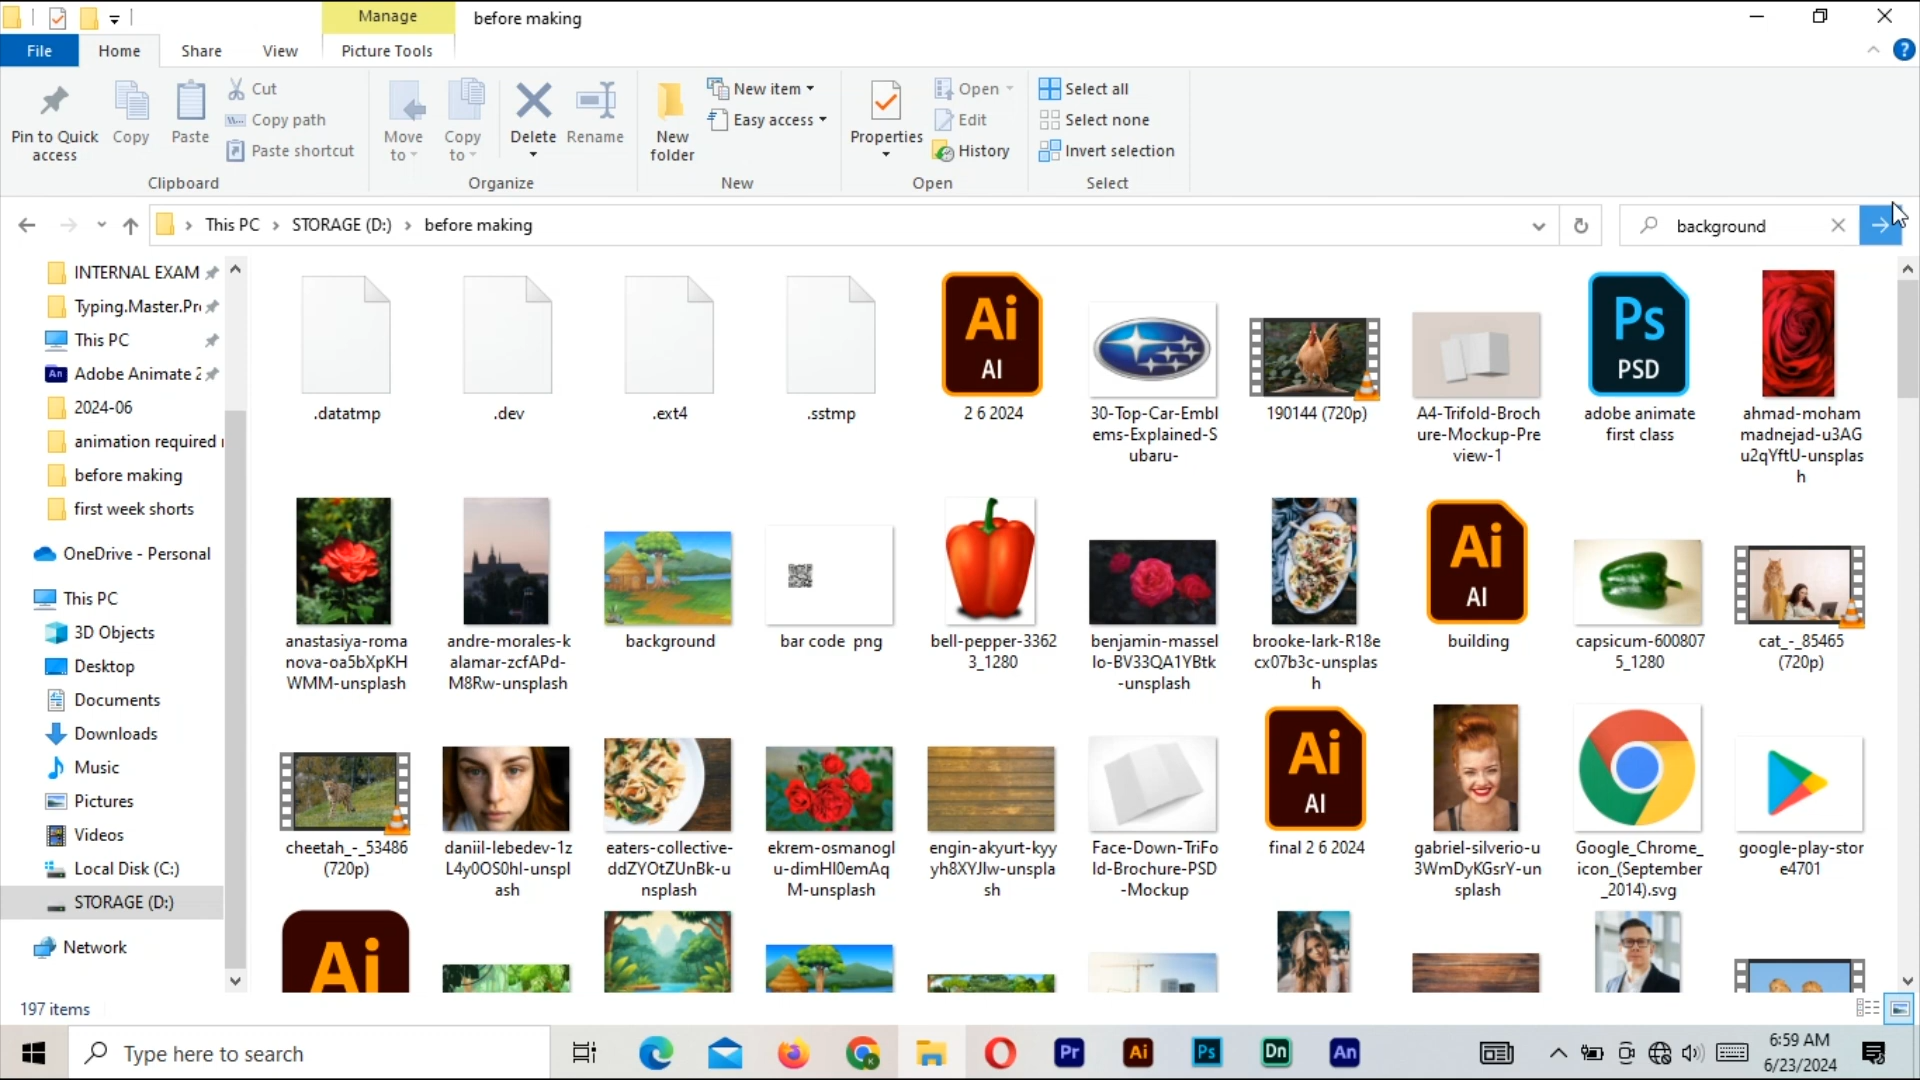 Manage
before making
File
Home
Share
View
Picture Tools
Pin to Quick
access
Copy
Paste
Cut
Copy path
Paste shortcut
Clipboard
Move
to
Copy
to
Delete
Rename
Organize
New
folder
New item
Easy access
New
Properties
Open
Edit
History
Open
Select all
Select none
Invert selection
Select
This PC
STORAGE (D:)
before making
background
INTERNAL EXAM
Typing.Master.Pr
This PC
Adobe Animate 2
2024-06
animation required
before making
first week shorts
OneDrive - Personal
This PC
3D Objects
Desktop
Documents
Downloads
Music
Pictures
Videos
Local Disk (C:)
STORAGE (D:)
Network
.datatmp
.dev
.ext4
.sstmp
Ai
AI
2 6 2024
30-Top-Car-Embl
ems-Explained-S
ubaru-
190144 (720p)
A4-Trifold-Broch
ure-Mockup-Pre
view-1
Ps
PSD
adobe animate
first class
ahmad-moham
madnejad-u3AG
u2qYftU-unsplas
h
anastasiya-roma
nova-oa5bXpKH
WMM-unsplash
andre-morales-k
alamar-zcfAPd-
M8Rw-unsplash
background
bar code  png
bell-pepper-3362
3_1280
benjamin-massel
lo-BV33QA1YBtk
-unsplash
brooke-lark-R18e
cx07b3c-unsplas
h
Ai
AI
building
capsicum-600807
5_1280
cat_-_85465
(720p)
cheetah_-_53486
(720p)
daniil-lebedev-1z
L4y0OS0hI-unspl
ash
eaters-collective-
ddZYOtZUnBk-u
nsplash
ekrem-osmanogl
u-dimHI0emAq
M-unsplash
engin-akyurt-kyy
yh8XYJIw-unspla
sh
Face-Down-TriFo
ld-Brochure-PSD
-Mockup
Ai
AI
final 2 6 2024
gabriel-silverio-u
3WmDyKGsrY-un
splash
Google_Chrome_
icon_(September
_2014).svg
google-play-stor
e4701
Ai
197 items
Type here to search
Pr
Ai
Ps
Dn
An
6:59 AM
6/23/2024